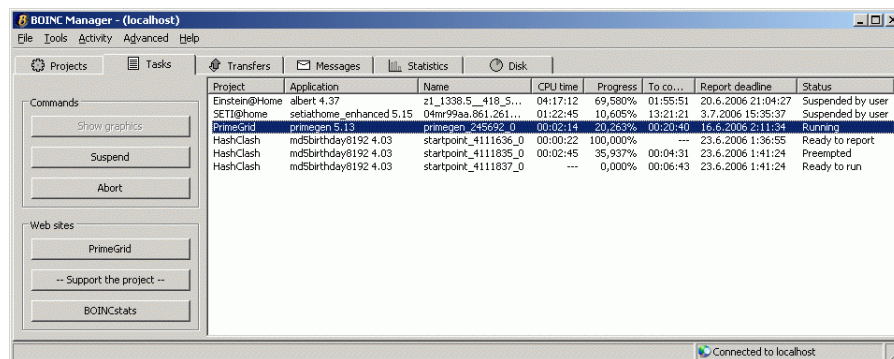 BOINC Manager - (localhost)
File Tools Activity Advanced Help
Projects Tasks Transfers Messages Statistics Disk
Commands
Show graphics
Suspend
Abort
Web sites
PrimeGrid
-- Support the project --
BOINCstats
Project Application Name CPU time Progress To co... Report deadline Status
Einstein@Home albert 4.37 z1_1338.5__418_S... 04:17:12 69,580% 01:55:51 20.6.2006 21:04:27 Suspended by user
SETI@home setiathome_enhanced 5.15 04mr99aa.861.261... 01:22:45 10,605% 13:21:21 3.7.2006 15:35:37 Suspended by user
PrimeGrid primegen 5.13 primegen_245692_0 00:02:14 20,263% 00:20:40 16.6.2006 2:11:34 Running
HashClash md5birthday8192 4.03 startpoint_4111636_0 00:00:22 100,000% --- 23.6.2006 1:36:55 Ready to report
HashClash md5birthday8192 4.03 startpoint_4111835_0 00:02:45 35,937% 00:04:31 23.6.2006 1:41:24 Preempted
HashClash md5birthday8192 4.03 startpoint_4111837_0 --- 0,000% 00:06:43 23.6.2006 1:41:24 Ready to run
Connected to localhost